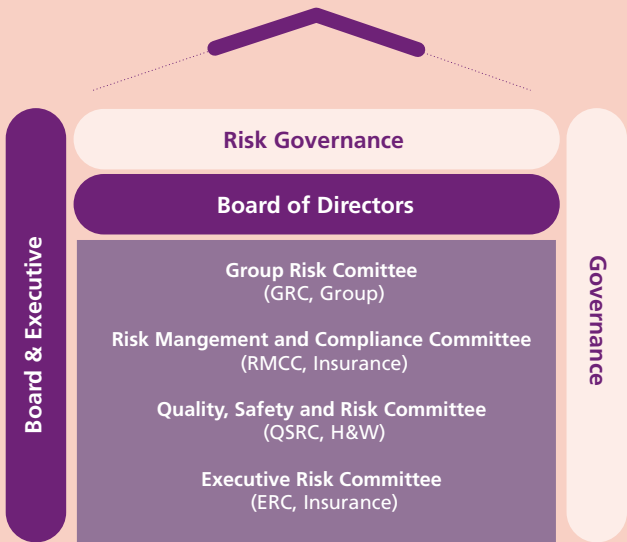 Risk Governance
Board of Directors
Board & Executive
Group Risk Comittee
(GRC, Group)
Risk Mangement and Compliance Committee
(RMCC, Insurance)
Quality, Safety and Risk Committee
(QSRC, H&W)
Executive Risk Committee
(ERC, Insurance)
Governance